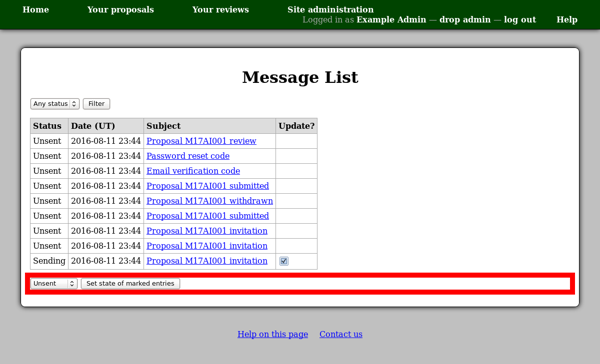 Home Your proposals Your reviews Site administration
Logged in as Example Admin — drop admin — log out Help
Message List
Any status Filter
Status Date (UT) Subject Update?
Unsent 2016-08-11 23:44 Proposal M17AI001 review
Unsent 2016-08-11 23:44 Password reset code
Unsent 2016-08-11 23:44 Email verification code
Unsent 2016-08-11 23:44 Proposal M17AI001 submitted
Unsent 2016-08-11 23:44 Proposal M17AI001 withdrawn
Unsent 2016-08-11 23:44 Proposal M17AI001 submitted
Unsent 2016-08-11 23:44 Proposal M17AI001 invitation
Unsent 2016-08-11 23:44 Proposal M17AI001 invitation
Sending 2016-08-11 23:44 Proposal M17AI001 invitation
Unsent Set state of marked entries
Help on this page Contact us